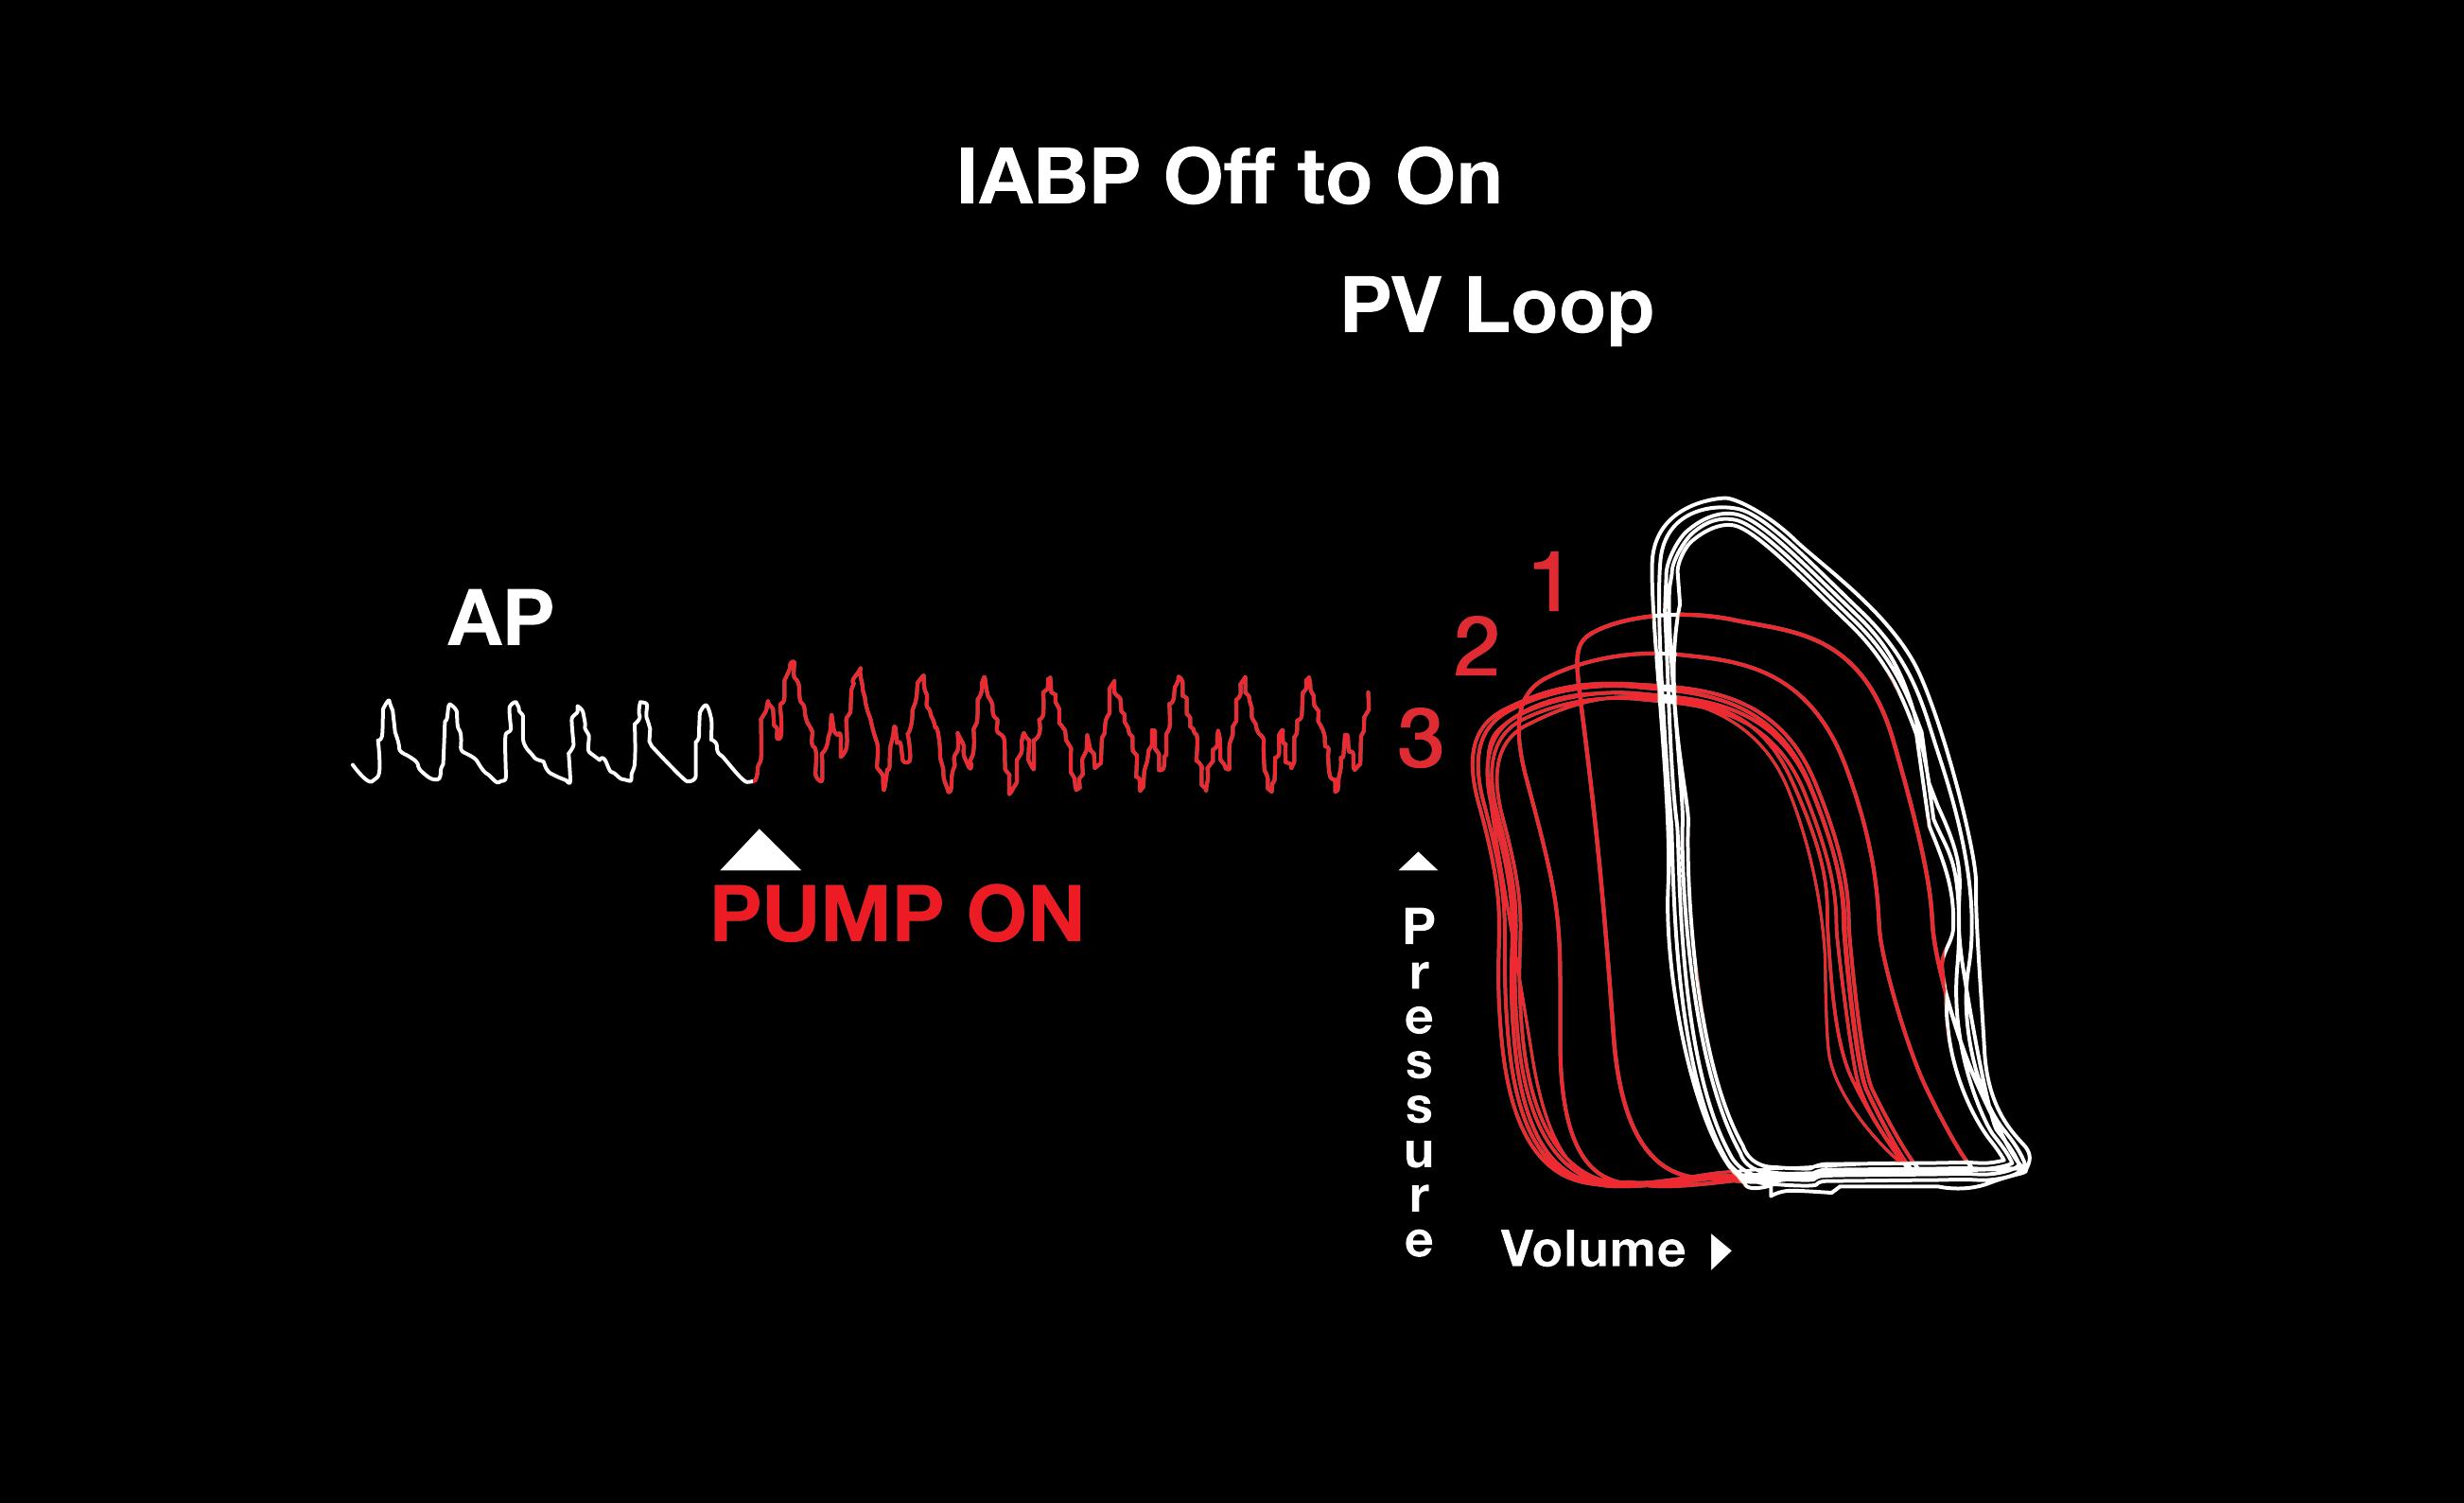 IABP Off to On
PV Loop
AP
PUMP ON
1
2
3
Pressure
Volume